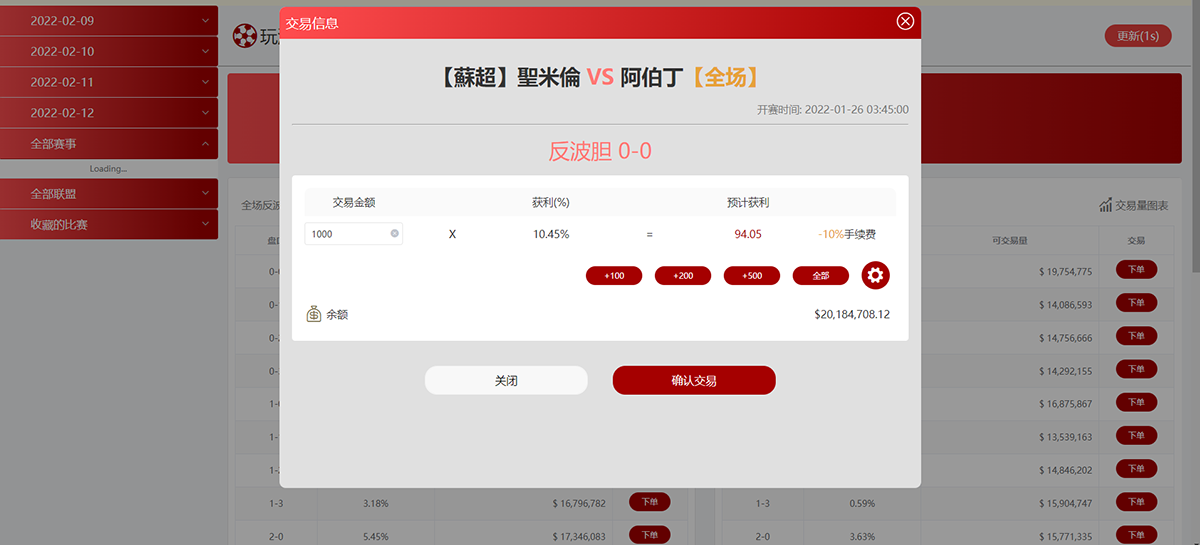 2022-02-09
2022-02-10
2022-02-11
2022-02-12
全部赛事
Loading...
全部联盟
收藏的比赛
玩
更新(1s)
交易信息
【蘇超】聖米倫 VS 阿伯丁【全场】
开赛时间: 2022-01-26 03:45:00
反波胆 0-0
交易金额 获利(%) 预计获利
1000 X 10.45% = 94.05 -10%手续费
+100 +200 +500 全部
余额 $20,184,708.12
关闭 确认交易
全场反波
交易量图表
可交易量 交易
$ 19,754,775 下单
$ 14,086,593 下单
$ 14,756,666 下单
$ 14,292,155 下单
$ 16,875,867 下单
$ 13,539,163 下单
$ 14,846,202 下单
1-3 3.18% $ 16,796,782 下单 1-3 0.59% $ 15,904,747 下单
2-0 5.45% $ 17,346,083 下单 2-0 3.63% $ 15,771,335 下单